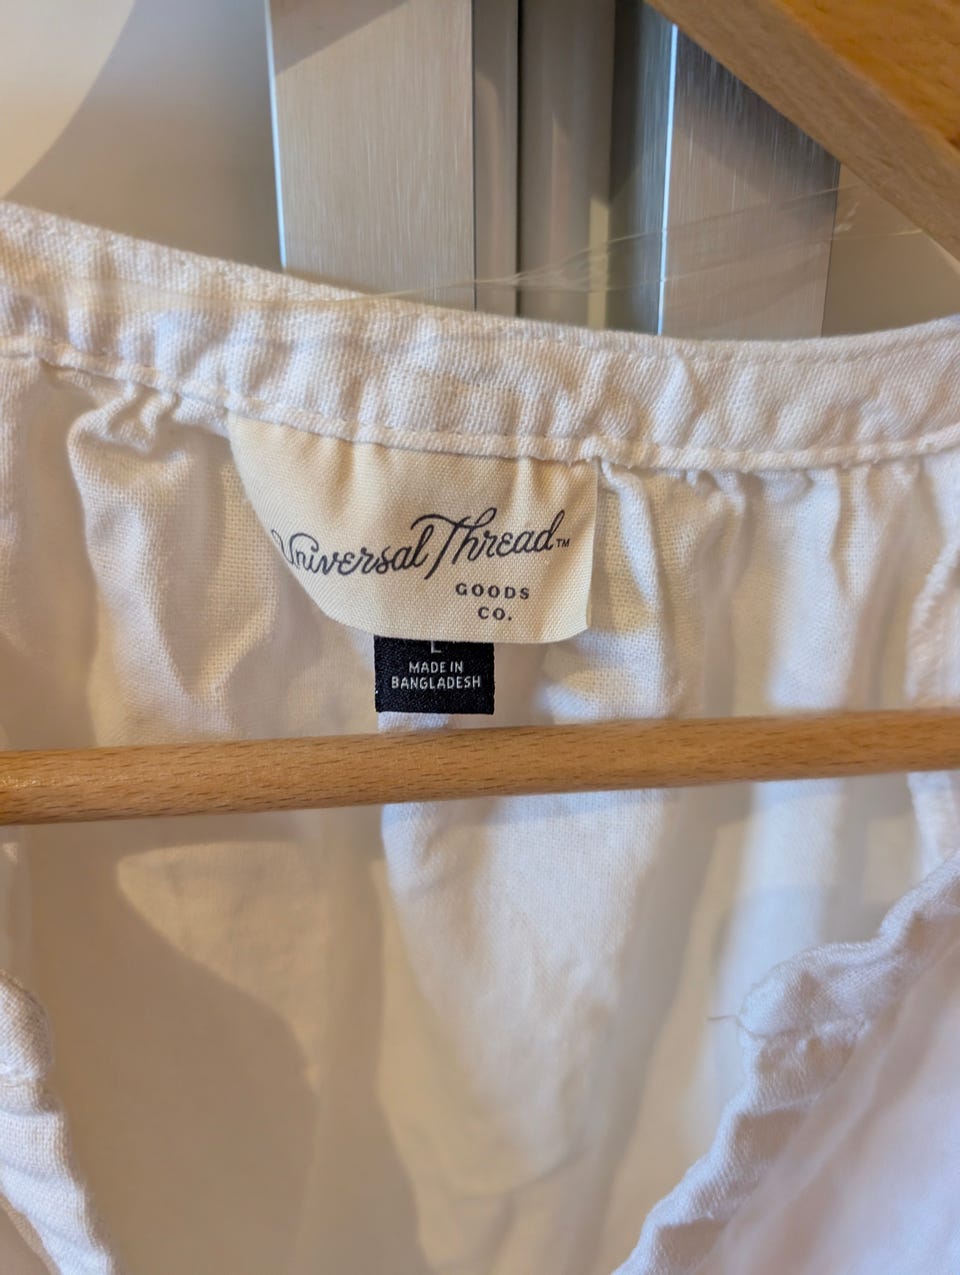 Universal Thread™
GOODS
CO.
L
MADE IN
BANGLADESH